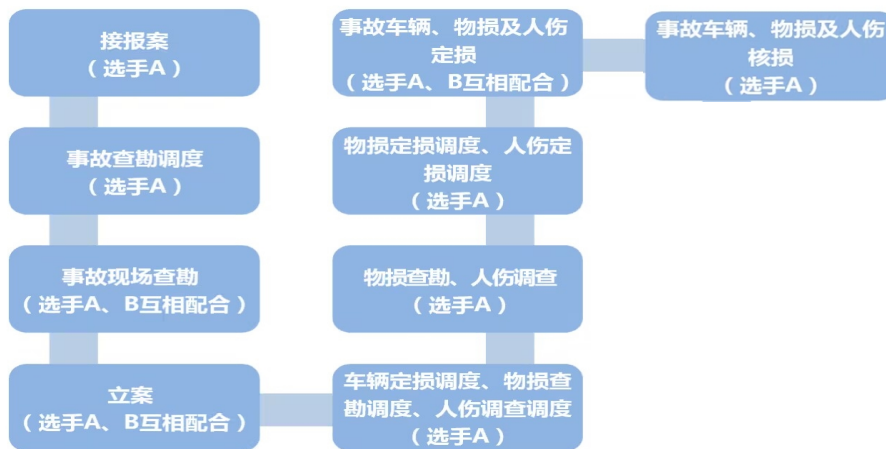 接报案
（选手A）
事故查勘调度
（选手A）
事故现场查勘
（选手A、B互相配合）
立案
（选手A、B互相配合）
车辆定损调度、物损查
勘调度、人伤调查调度
（选手A）
物损查勘、人伤调查
（选手A）
物损定损调度、人伤定
损调度
（选手A）
事故车辆、物损及人伤
定损
（选手A、B互相配合）
事故车辆、物损及人伤
核损
（选手A）